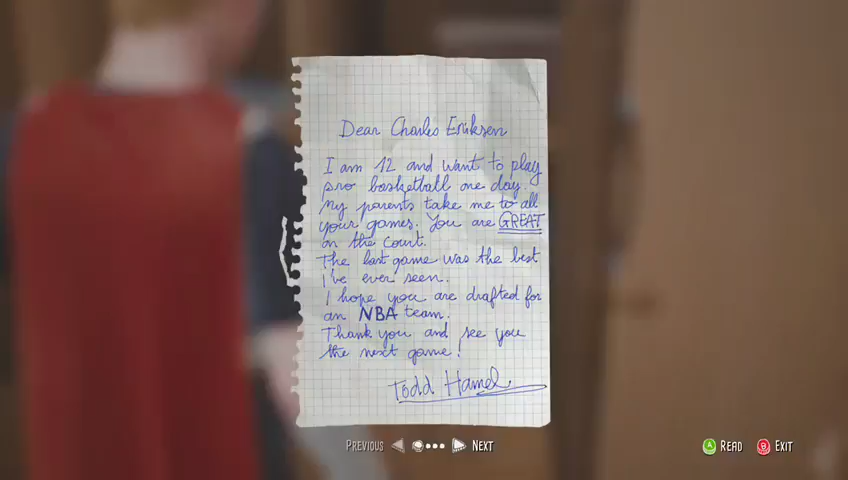 Dear Charles Eriksen
I am 12 and want to play
pro basketball one day.
My parents take me to all
your games. You are GREAT
on the court.
The last game was the best
I've ever seen.
I hope you are drafted for
an NBA team.
Thank you and see you
the next game!
Todd Hamel
PREVIOUS NEXT A READ B EXIT